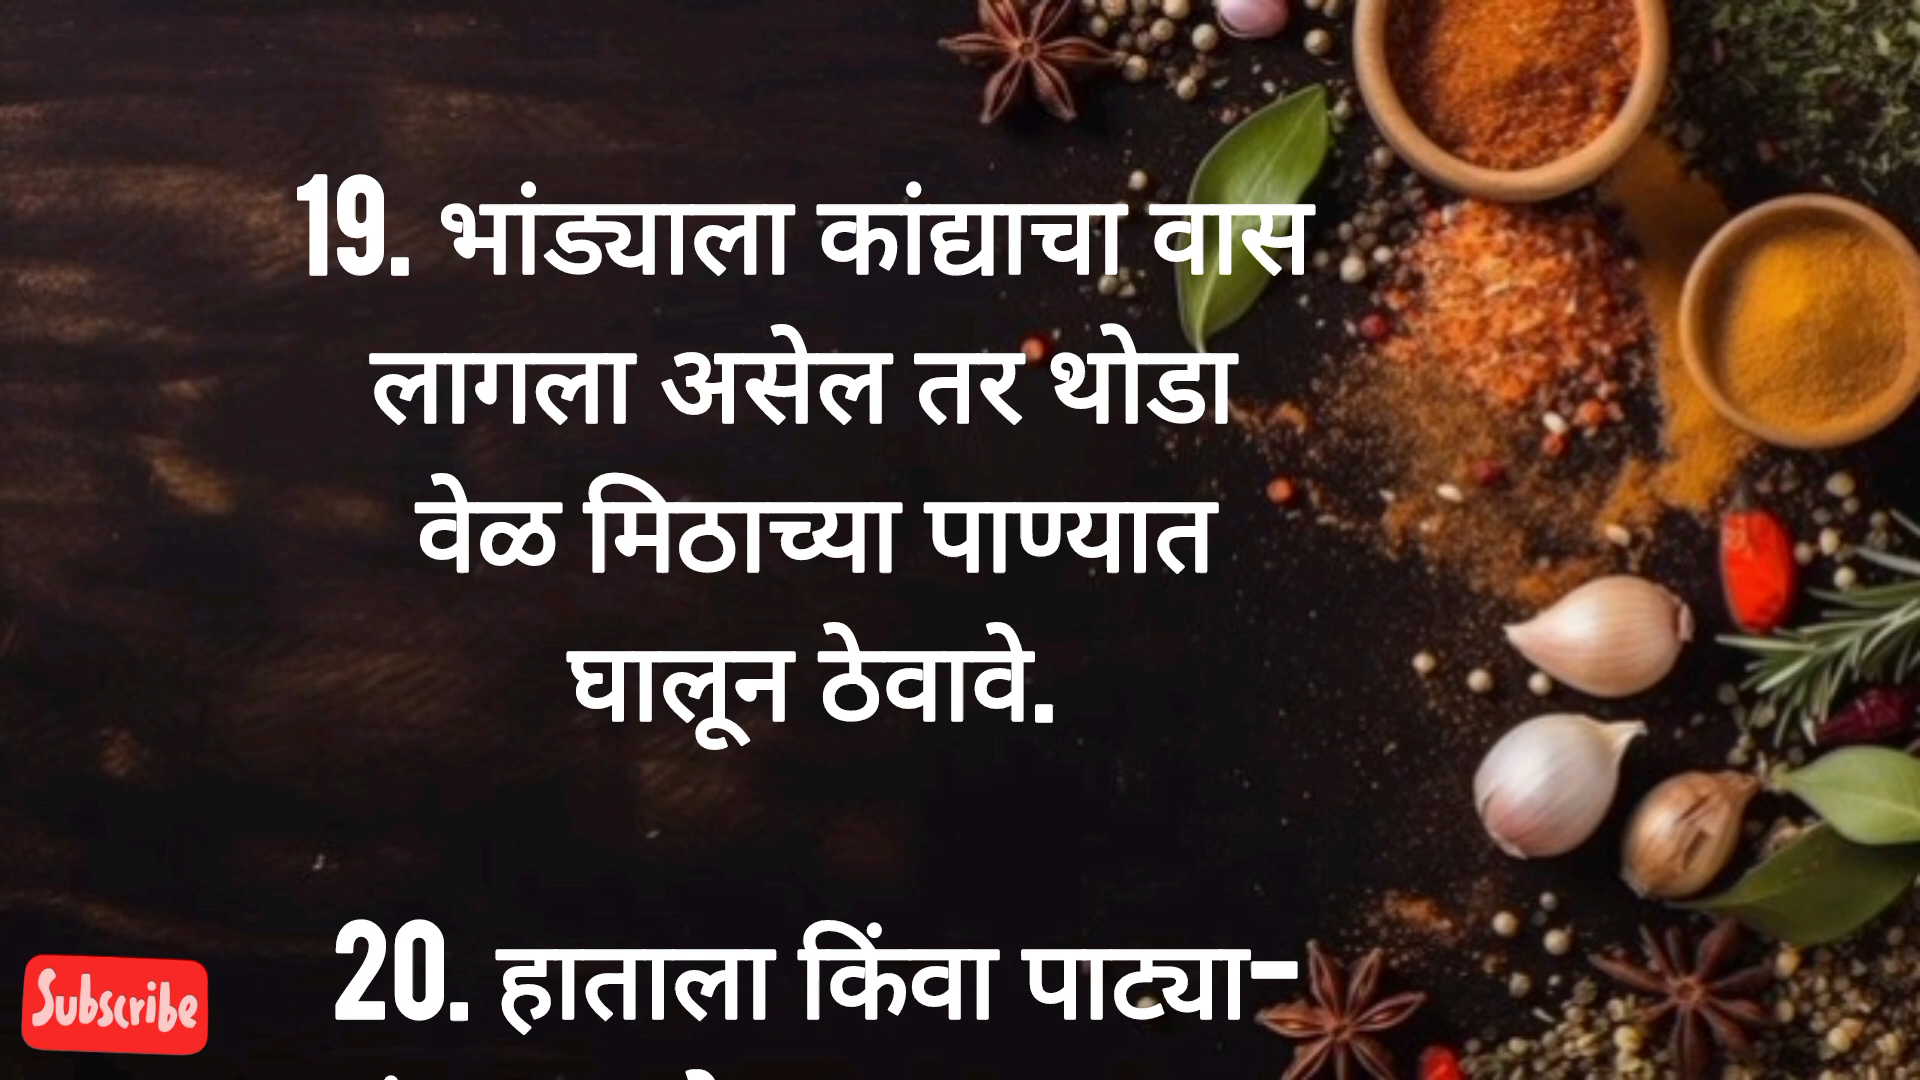 19. भांड्याला कांद्याचा वास
लागला असेल तर थोडा
वेळ मिठाच्या पाण्यात
घालून ठेवावे.
20. हाताला किंवा पाट्या-
Subscribe